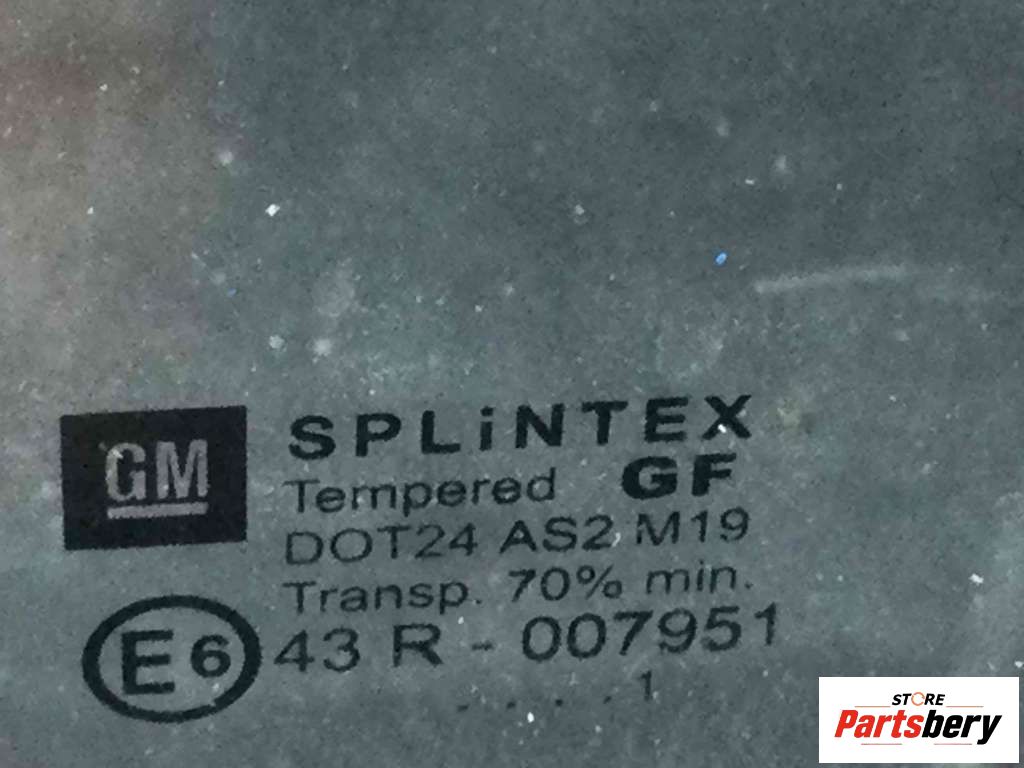 GM
SPLiNTEX
Tempered GF
DOT24 AS2 M19
Transp. 70% min.
E6 43 R - 007951
. . . . 1
STORE
Partsbery